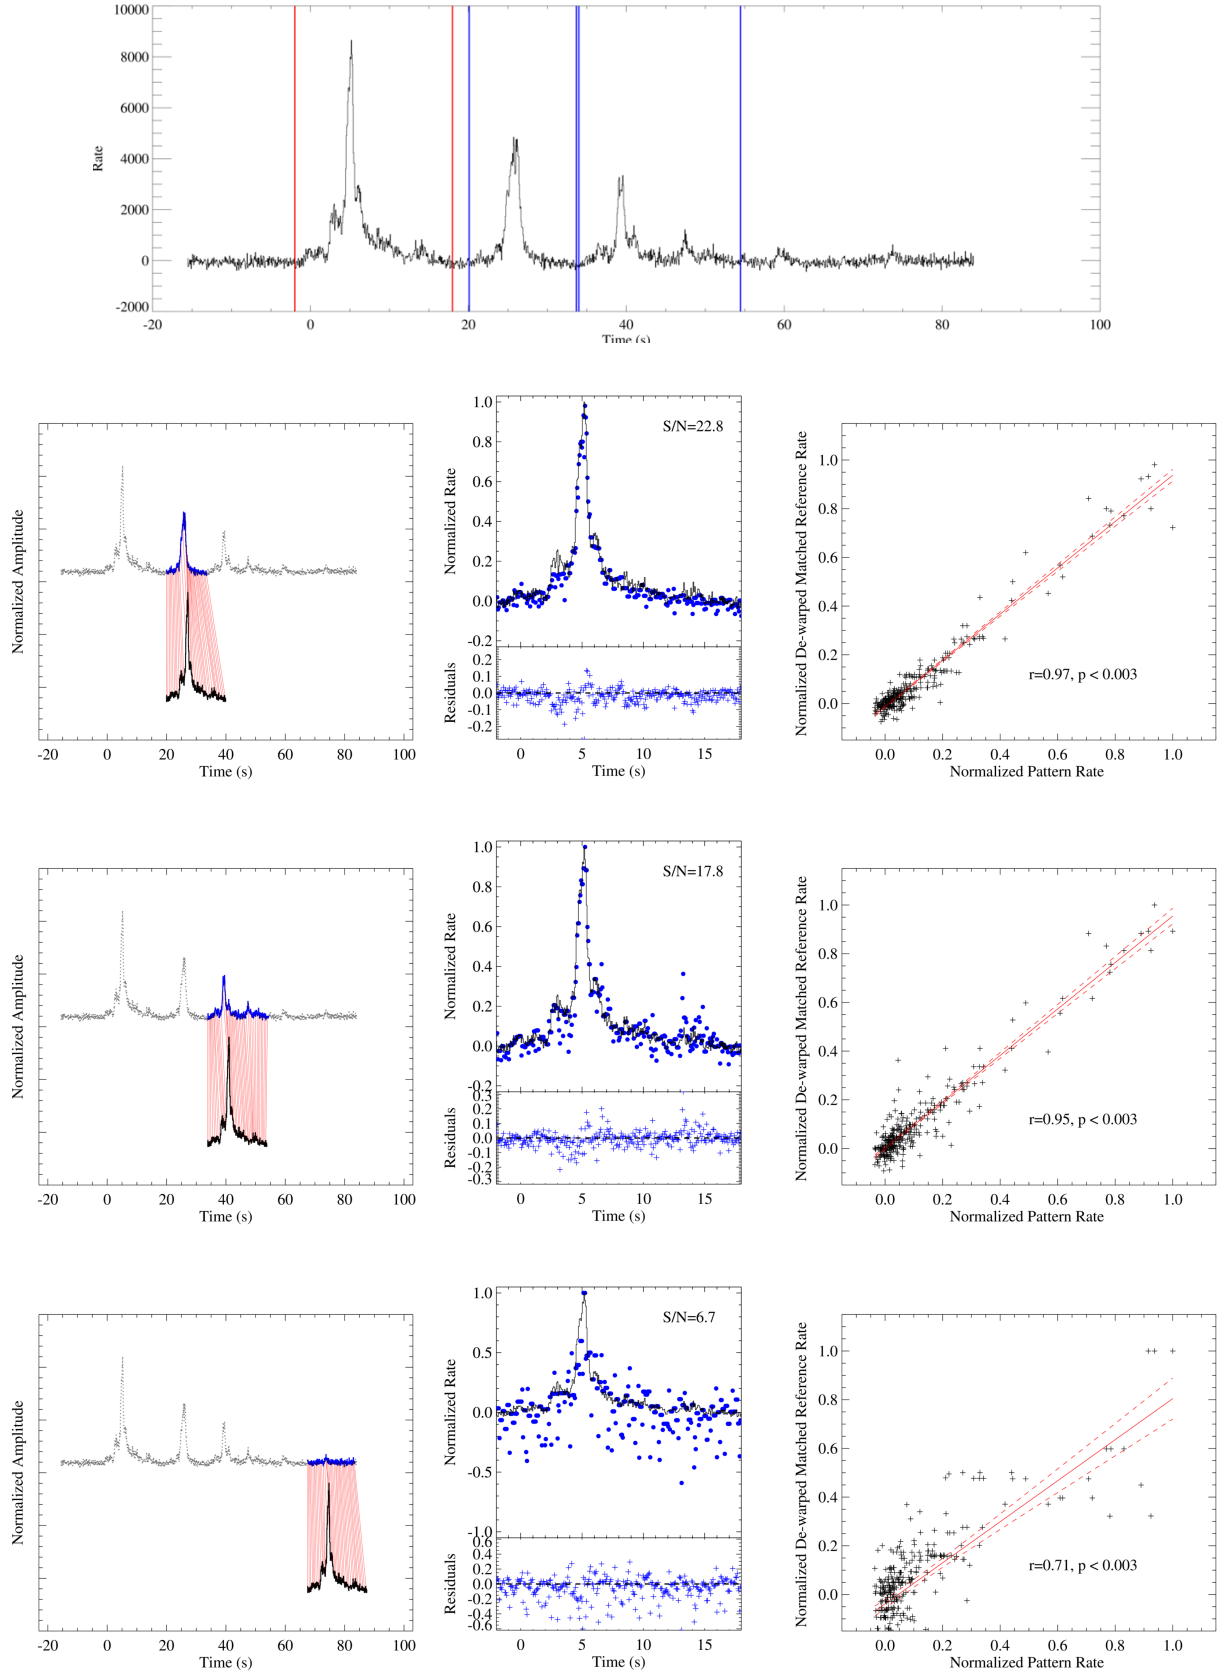 10000
8000
6000
4000
2000
0
-2000
Rate
-20 0 20 40 60 80 100
Time (s)
Normalized Amplitude
-20 0 20 40 60 80 100
Time (s)
1.0
0.8
0.6
0.4
0.2
0.0
-0.2
Normalized Rate
S/N=22.8
0.2
0.1
0.0
-0.1
-0.2
Residuals
0 5 10 15
Time (s)
Normalized De-warped Matched Reference Rate
1.0
0.8
0.6
0.4
0.2
0.0
r=0.97, p < 0.003
0.0 0.2 0.4 0.6 0.8 1.0
Normalized Pattern Rate
Normalized Amplitude
-20 0 20 40 60 80 100
Time (s)
1.0
0.8
0.6
0.4
0.2
0.0
-0.2
Normalized Rate
S/N=17.8
0.3
0.2
0.1
0.0
-0.1
-0.2
-0.3
Residuals
0 5 10 15
Time (s)
Normalized De-warped Matched Reference Rate
1.0
0.8
0.6
0.4
0.2
0.0
r=0.95, p < 0.003
0.0 0.2 0.4 0.6 0.8 1.0
Normalized Pattern Rate
Normalized Amplitude
-20 0 20 40 60 80 100
Time (s)
1.0
0.5
0.0
-0.5
-1.0
Normalized Rate
S/N=6.7
0.6
0.4
0.2
0.0
-0.2
-0.4
-0.6
Residuals
0 5 10 15
Time (s)
Normalized De-warped Matched Reference Rate
1.0
0.8
0.6
0.4
0.2
0.0
r=0.71, p < 0.003
0.0 0.2 0.4 0.6 0.8 1.0
Normalized Pattern Rate